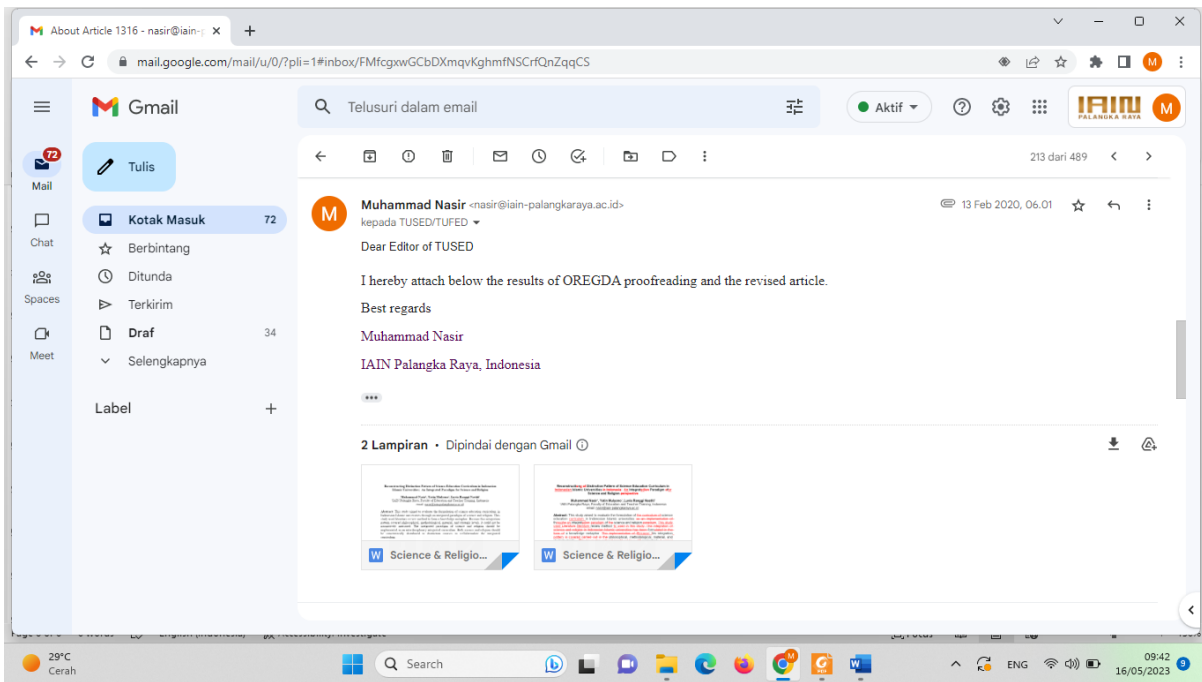 About Article 1316 - nasir@iain-p
mail.google.com/mail/u/0/?pli=1#inbox/FMfcgxwGCbDXmqvKghmfNSCrfQnZqqCS
M
Gmail
Telusuri dalam email
Aktif
IAIN
PALANGKA RAYA
M
72
Mail
Chat
Spaces
Meet
Tulis
Kotak Masuk 72
Berbintang
Ditunda
Terkirim
Draf 34
Selengkapnya
Label
213 dari 489
M
Muhammad Nasir <nasir@iain-palangkaraya.ac.id>
13 Feb 2020, 06.01
kepada TUSED/TUFED
Dear Editor of TUSED
I hereby attach below the results of OREGDA proofreading and the revised article.
Best regards
Muhammad Nasir
IAIN Palangka Raya, Indonesia
2 Lampiran • Dipindai dengan Gmail
W Science & Religio...
W Science & Religio...
29°C
Cerah
Search
ENG
09:42
16/05/2023
9